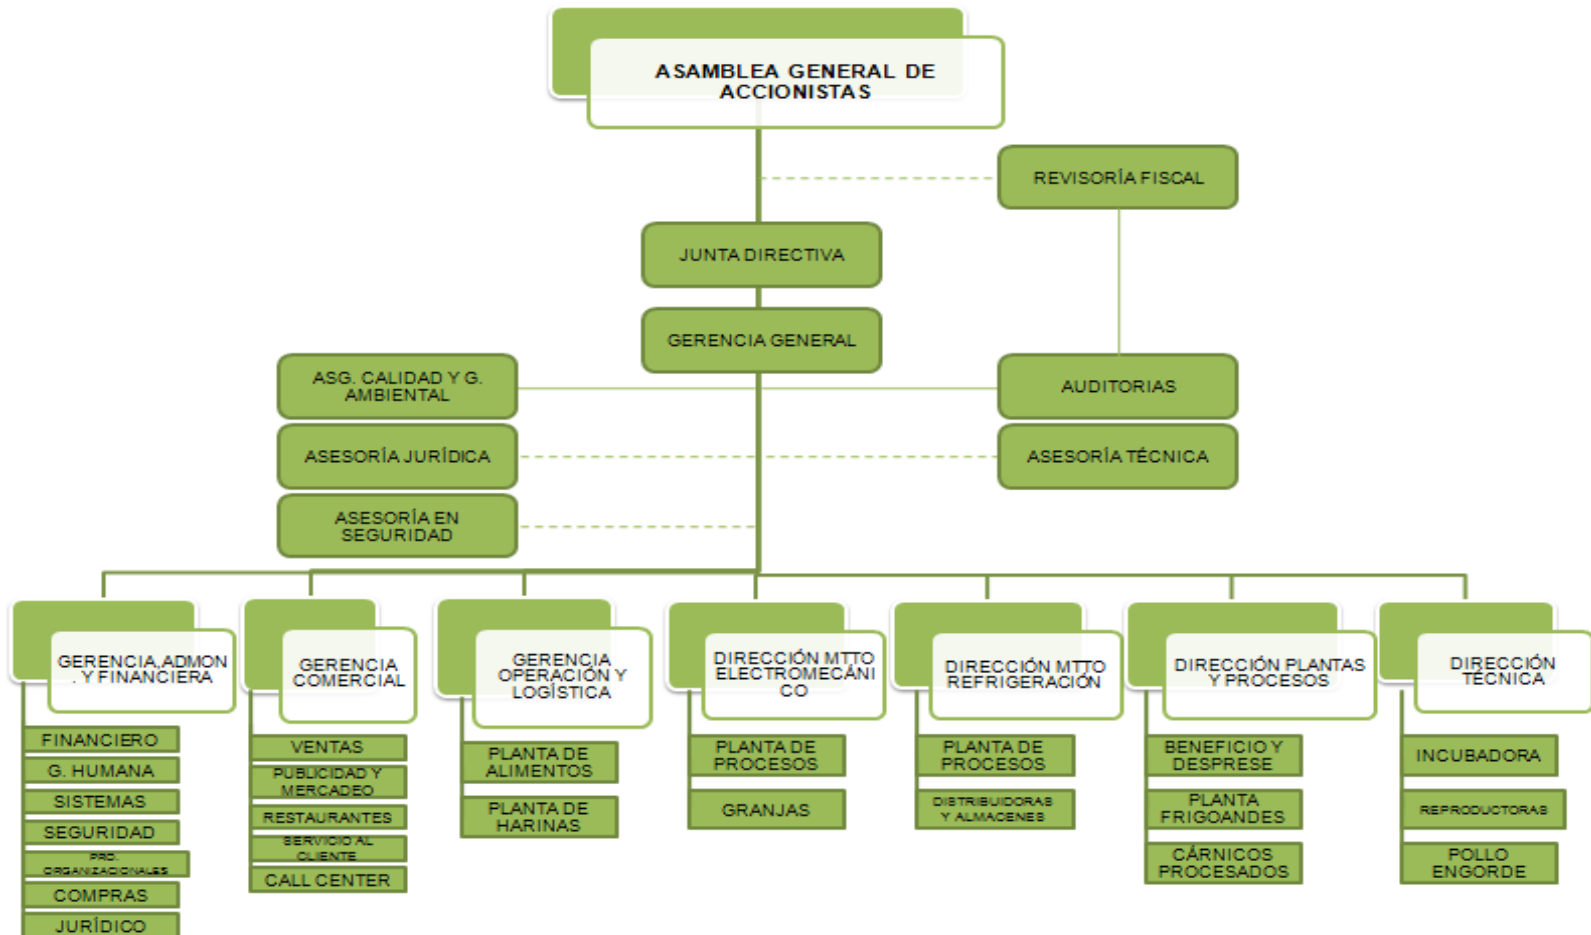 ASAMBLEA GENERAL DE
ACCIONISTAS
REVISORÍA FISCAL
JUNTA DIRECTIVA
GERENCIA GENERAL
ASG. CALIDAD Y G.
AMBIENTAL
AUDITORIAS
ASESORÍA JURÍDICA
ASESORÍA TÉCNICA
ASESORÍA EN
SEGURIDAD
GERENCIA,ADMON
. Y FINANCIERA
FINANCIERO
G. HUMANA
SISTEMAS
SEGURIDAD
PRO.
ORGANIZACIONALES
COMPRAS
JURÍDICO
GERENCIA
COMERCIAL
VENTAS
PUBLICIDAD Y
MERCADEO
RESTAURANTES
SERVICIO AL
CLIENTE
CALL CENTER
GERENCIA
OPERACIÓN Y
LOGÍSTICA
PLANTA DE
ALIMENTOS
PLANTA DE
HARINAS
DIRECCIÓN MTTO
ELECTROMECÁNI
CO
PLANTA DE
PROCESOS
GRANJAS
DIRECCIÓN MTTO
REFRIGERACIÓN
PLANTA DE
PROCESOS
DISTRIBUIDORAS
Y ALMACENES
DIRECCIÓN PLANTAS
Y PROCESOS
BENEFICIO Y
DESPRESE
PLANTA
FRIGOANDES
CÁRNICOS
PROCESADOS
DIRECCIÓN
TÉCNICA
INCUBADORA
REPRODUCTORAS
POLLO
ENGORDE